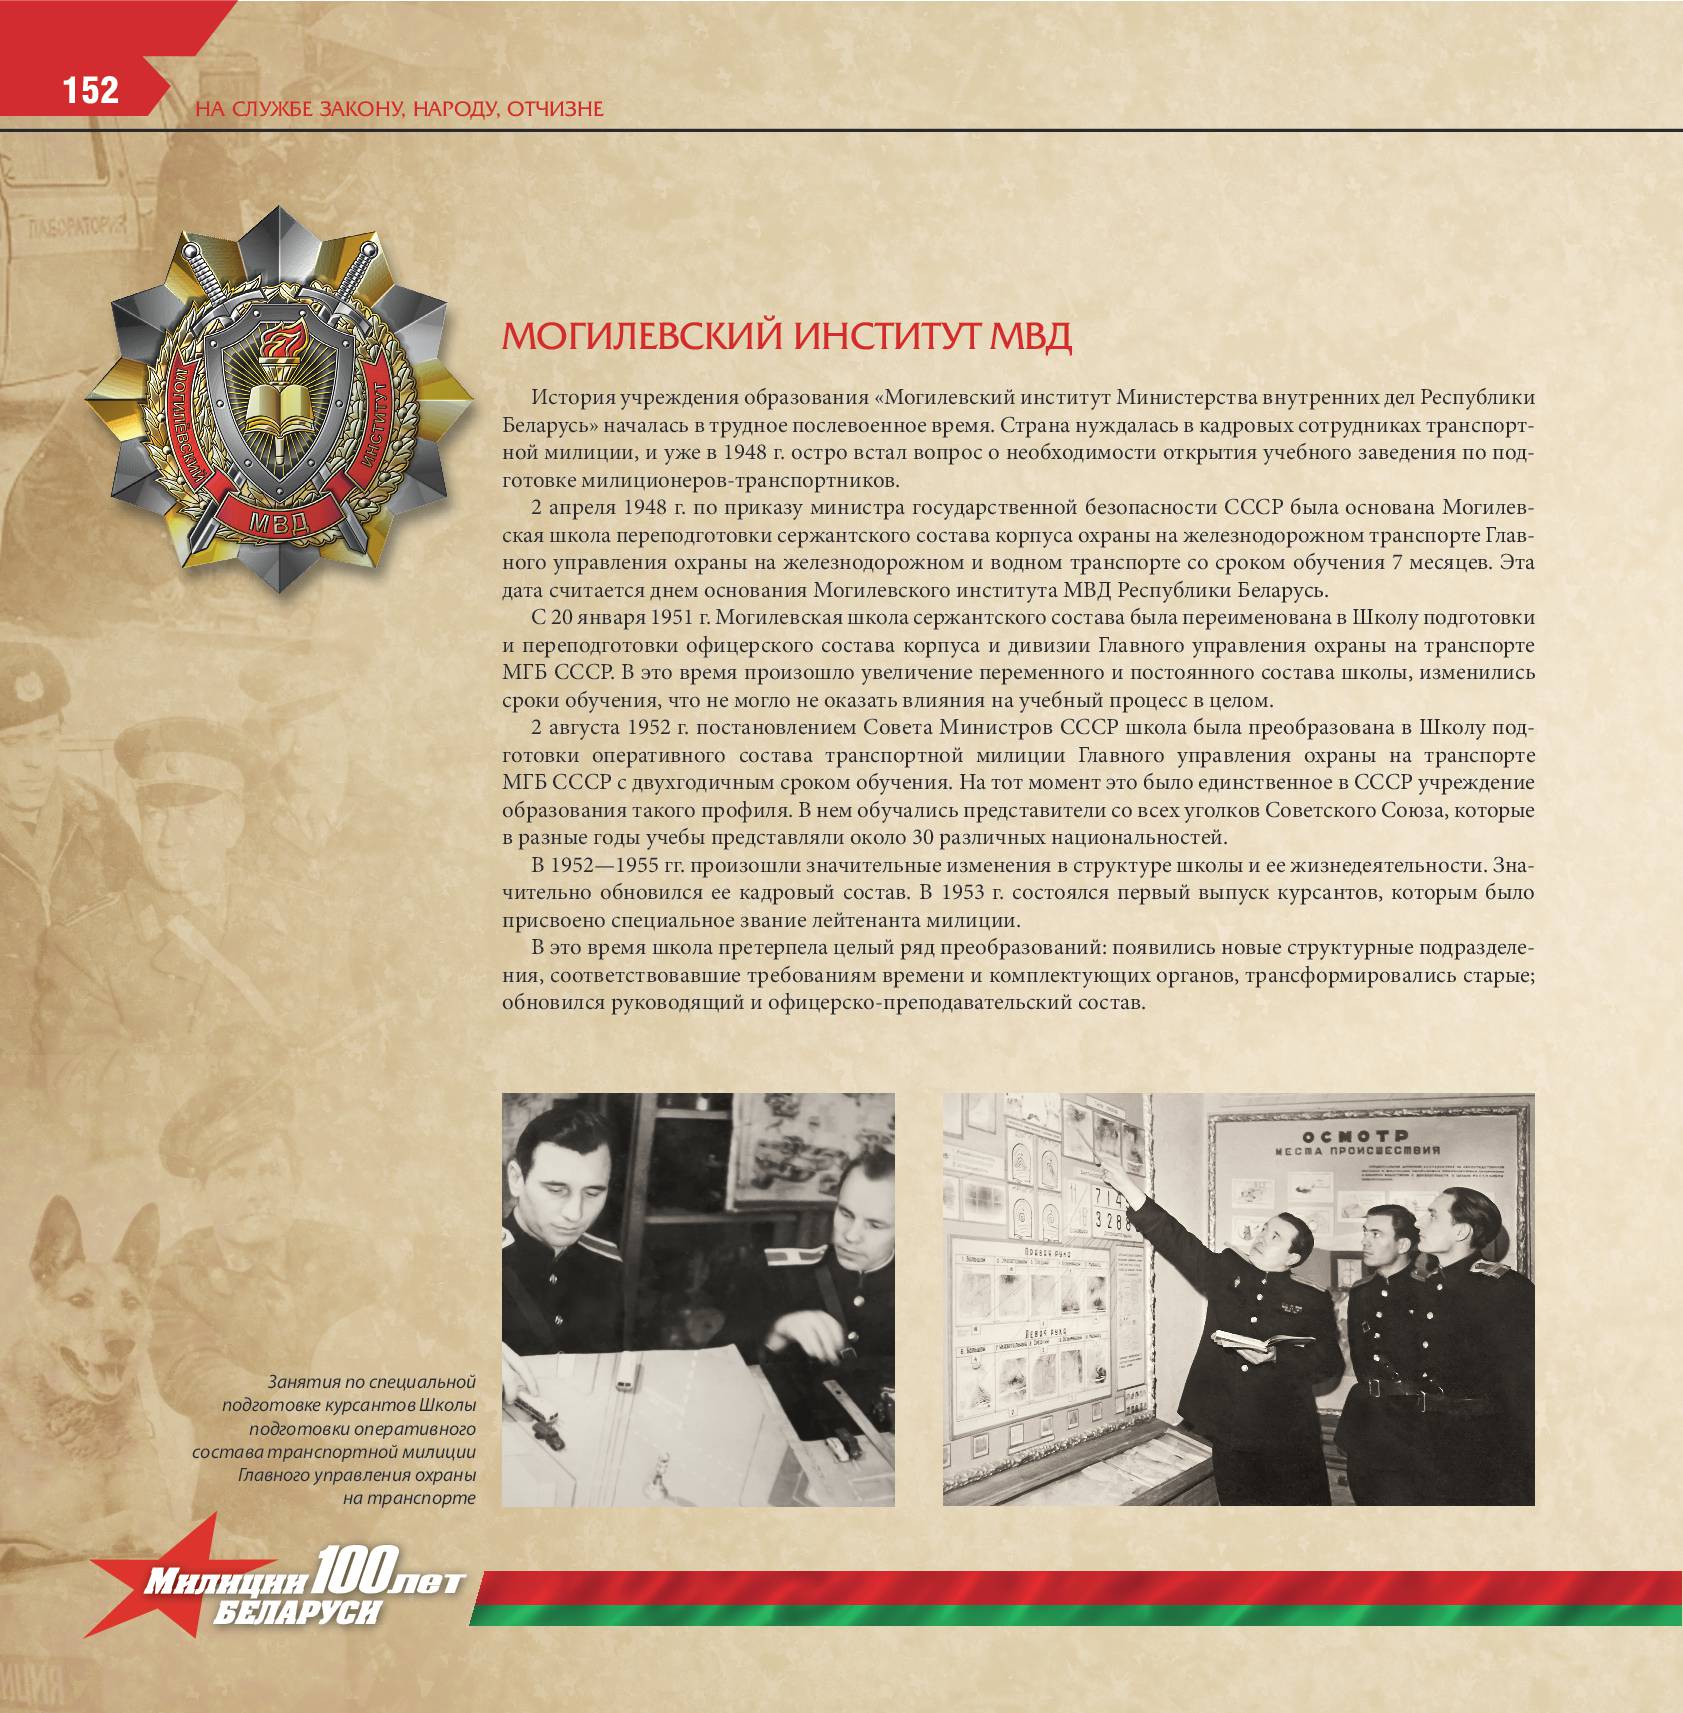 152
НА СЛУЖБЕ ЗАКОНУ, НАРОДУ, ОТЧИЗНЕ
ЛАБОРАТОРИЯ
МОГИЛЕВСКИЙ
ИНСТИТУТ
МВД
МОГИЛЕВСКИЙ ИНСТИТУТ МВД
История учреждения образования «Могилевский институт Министерства внутренних дел Республики
Беларусь» началась в трудное послевоенное время. Страна нуждалась в кадровых сотрудниках транспорт-
ной милиции, и уже в 1948 г. остро встал вопрос о необходимости открытия учебного заведения по под-
готовке милиционеров-транспортников.
2 апреля 1948 г. по приказу министра государственной безопасности СССР была основана Могилев-
ская школа переподготовки сержантского состава корпуса охраны на железнодорожном транспорте Глав-
ного управления охраны на железнодорожном и водном транспорте со сроком обучения 7 месяцев. Эта
дата считается днем основания Могилевского института МВД Республики Беларусь.
С 20 января 1951 г. Могилевская школа сержантского состава была переименована в Школу подготовки
и переподготовки офицерского состава корпуса и дивизии Главного управления охраны на транспорте
МГБ СССР. В это время произошло увеличение переменного и постоянного состава школы, изменились
сроки обучения, что не могло не оказать влияния на учебный процесс в целом.
2 августа 1952 г. постановлением Совета Министров СССР школа была преобразована в Школу под-
готовки оперативного состава транспортной милиции Главного управления охраны на транспорте
МГБ СССР с двухгодичным сроком обучения. На тот момент это было единственное в СССР учреждение
образования такого профиля. В нем обучались представители со всех уголков Советского Союза, которые
в разные годы учебы представляли около 30 различных национальностей.
В 1952—1955 гг. произошли значительные изменения в структуре школы и ее жизнедеятельности. Зна-
чительно обновился ее кадровый состав. В 1953 г. состоялся первый выпуск курсантов, которым было
присвоено специальное звание лейтенанта милиции.
В это время школа претерпела целый ряд преобразований: появились новые структурные подразделе-
ния, соответствовавшие требованиям времени и комплектующих органов, трансформировались старые;
обновился руководящий и офицерско-преподавательский состав.
ОСМОТР
МЕСТА ПРОИСШЕСТВИЯ
714
3288
ПРАВАЯ РУКА
ЛЕВАЯ РУКА
Занятия по специальной
подготовке курсантов Школы
подготовки оперативного
состава транспортной милиции
Главного управления охраны
на транспорте
Милиции 100 лет
БЕЛАРУСИ